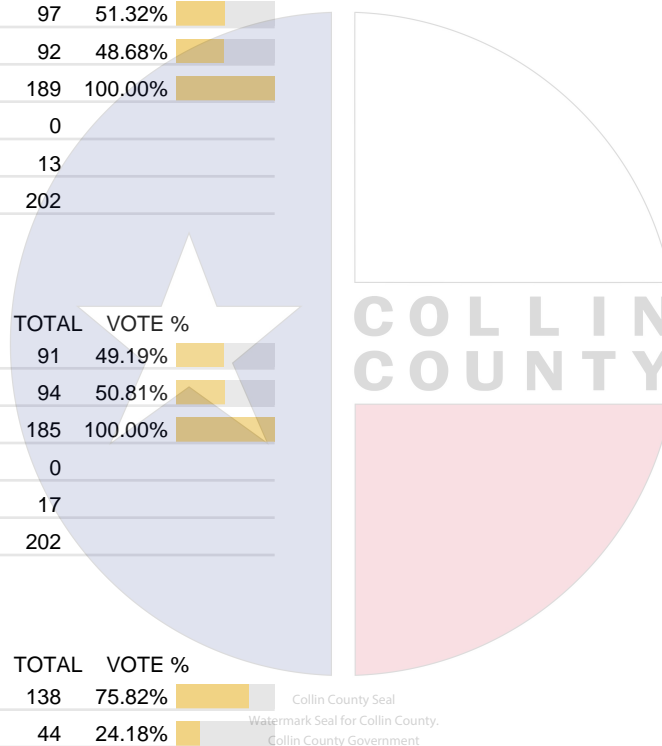 97 51.32%
92 48.68%
189 100.00%
0
13
202
TOTAL VOTE %
91 49.19%
94 50.81%
185 100.00%
0
17
202
TOTAL VOTE %
138 75.82%
44 24.18%
COLLIN
COUNTY
Collin County Seal
Watermark Seal for Collin County.
Collin County Government